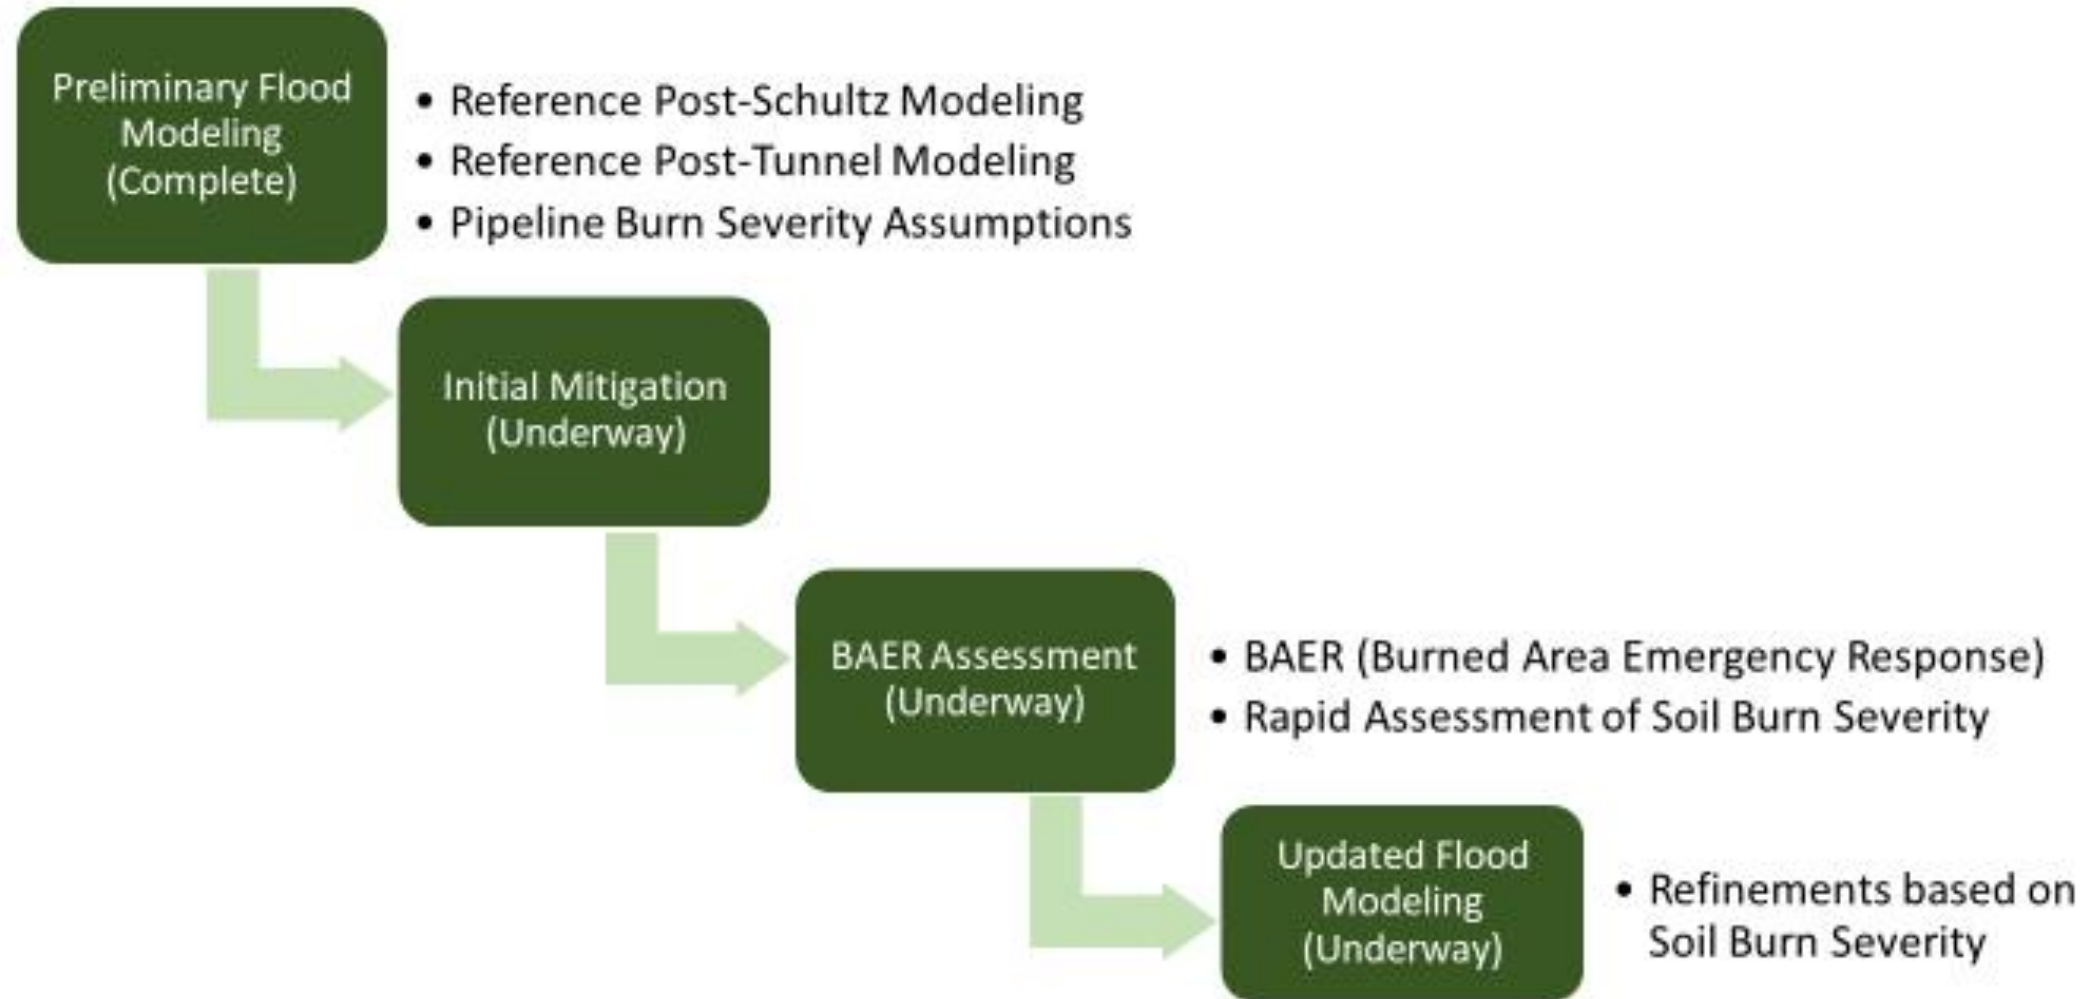 Preliminary Flood
Modeling
(Complete)
• Reference Post-Schultz Modeling
• Reference Post-Tunnel Modeling
• Pipeline Burn Severity Assumptions
Initial Mitigation
(Underway)
BAER Assessment
(Underway)
• BAER (Burned Area Emergency Response)
• Rapid Assessment of Soil Burn Severity
Updated Flood
Modeling
(Underway)
• Refinements based on
Soil Burn Severity